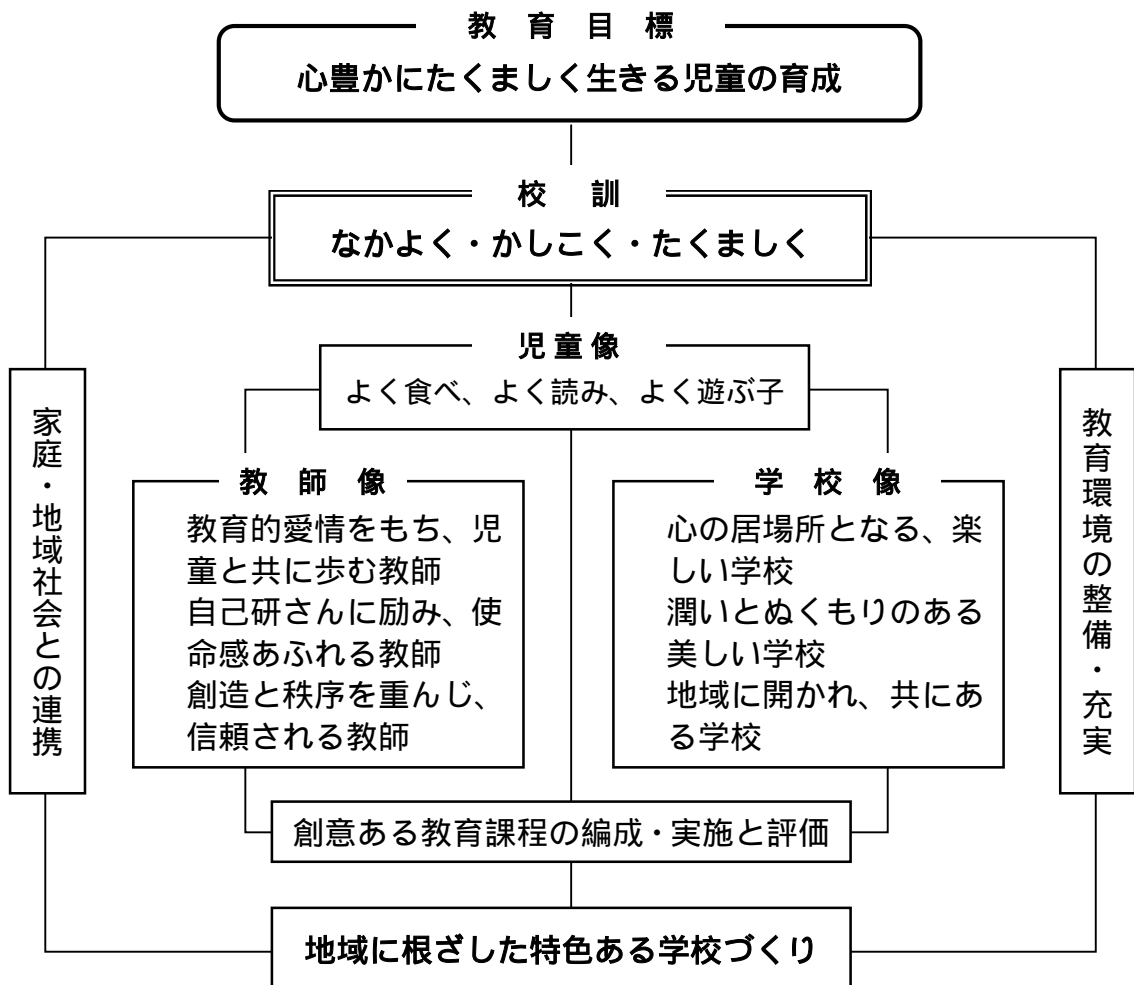 教育目標
心豊かにたくましく生きる児童の育成
校訓
なかよく・かしこく・たくましく
児童像
よく食べ、よく読み、よく遊ぶ子
家庭・地域社会との連携
教師像
教育的愛情をもち、児
童と共に歩む教師
自己研さんに励み、使
命感あふれる教師
創造と秩序を重んじ、
信頼される教師
学校像
心の居場所となる、楽
しい学校
潤いとぬくもりのある
美しい学校
地域に開かれ、共にあ
る学校
教育環境の整備・充実
創意ある教育課程の編成・実施と評価
地域に根ざした特色ある学校づくり